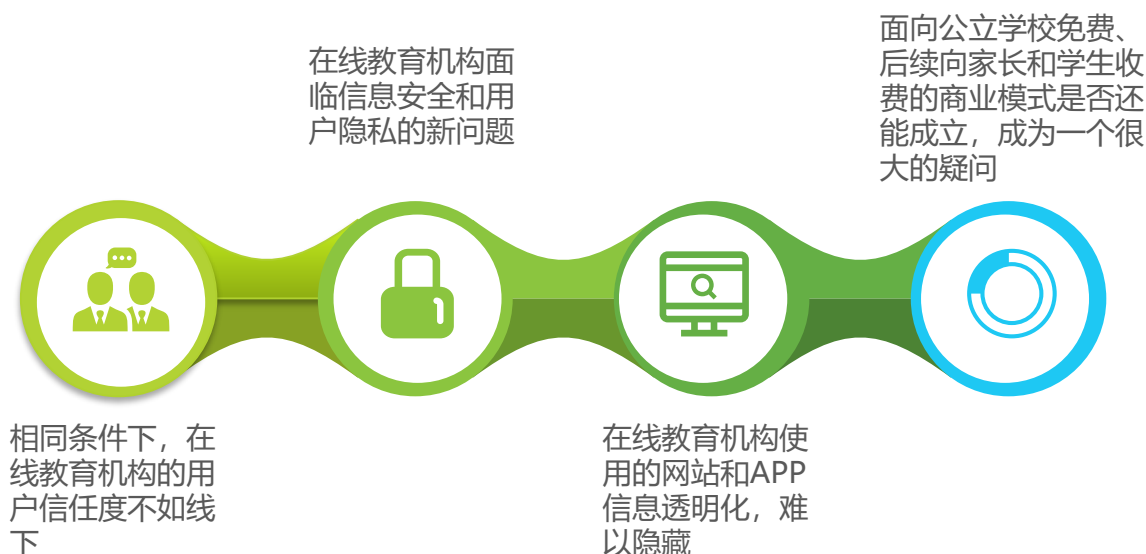 相同条件下，在
线教育机构的用
户信任度不如线
下
在线教育机构面
临信息安全和用
户隐私的新问题
在线教育机构使
用的网站和APP
信息透明化，难
以隐藏
面向公立学校免费、
后续向家长和学生收
费的商业模式是否还
能成立，成为一个很
大的疑问